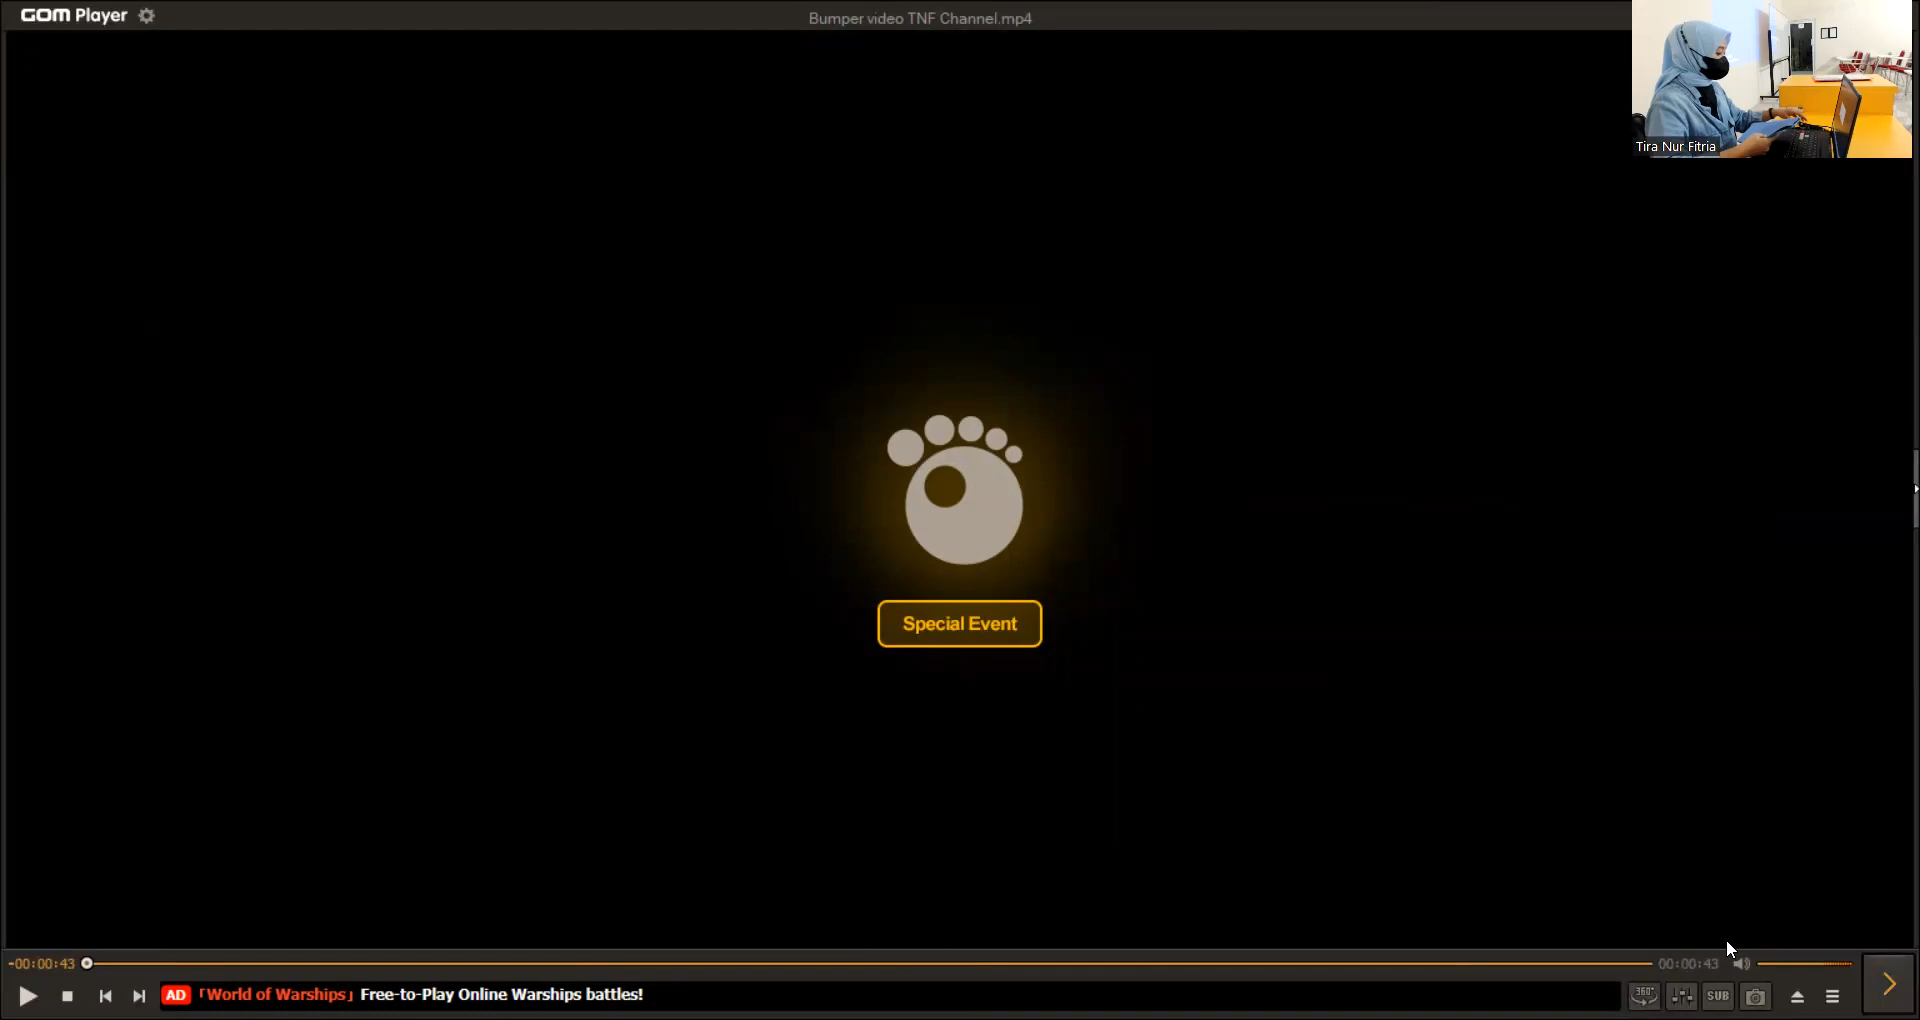 GOM Player
Bumper video TNF Channel.mp4
Tira Nur Fitria
Special Event
-00:00:43
00:00:43
AD 「World of Warships」 Free-to-Play Online Warships battles!
360°
SUB